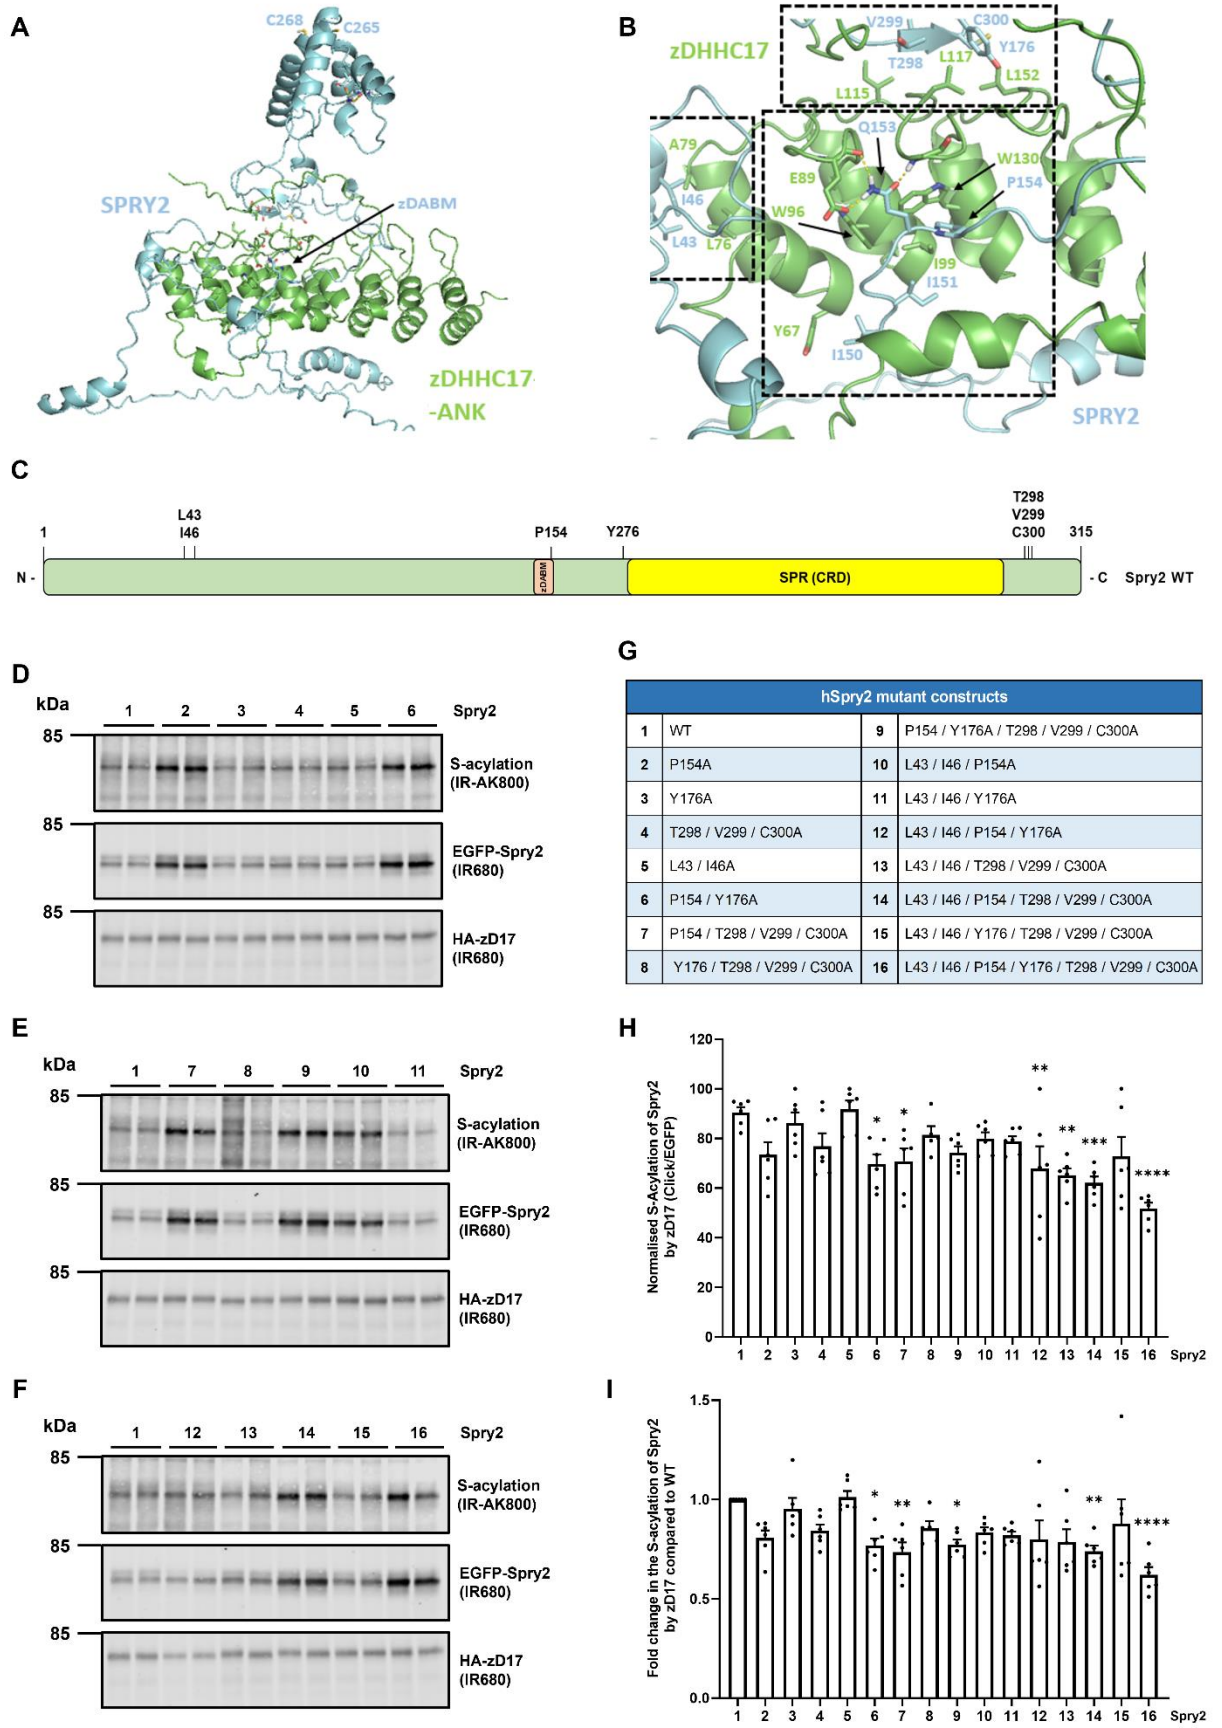 A
C268
C265
SPRY2
zDABM
zDHHC17
-ANK
B
zDHHC17
V299
C300
T298
Y176
L117
L115
L152
Q153
A79
E89
W130
P154
I46
W96
L43
L76
I99
I151
Y67
I150
SPRY2
C
L43
T298
V299
1 I46 P154 Y276 C300 315
N - zDABM SPR (CRD) - C Spry2 WT
D
kDa 1 2 3 4 5 6 Spry2
85
S-acylation
(IR-AK800)
85
EGFP-Spry2
(IR680)
85
HA-zD17
(IR680)
G
hSpry2 mutant constructs
1 WT 9 P154 / Y176A / T298 / V299 / C300A
2 P154A 10 L43 / I46 / P154A
3 Y176A 11 L43 / I46 / Y176A
4 T298 / V299 / C300A 12 L43 / I46 / P154 / Y176A
5 L43 / I46A 13 L43 / I46 / T298 / V299 / C300A
6 P154 / Y176A 14 L43 / I46 / P154 / T298 / V299 / C300A
7 P154 / T298 / V299 / C300A 15 L43 / I46 / Y176 / T298 / V299 / C300A
8 Y176 / T298 / V299 / C300A 16 L43 / I46 / P154 / Y176 / T298 / V299 / C300A
E
kDa 1 7 8 9 10 11 Spry2
85
S-acylation
(IR-AK800)
85
EGFP-Spry2
(IR680)
85
HA-zD17
(IR680)
H
Normalised S-Acylation of Spry2
by zD17 (Click/EGFP)
120
100
80
60
40
20
0
* * ** ** *** ****
1 2 3 4 5 6 7 8 9 10 11 12 13 14 15 16 Spry2
F
kDa 1 12 13 14 15 16 Spry2
85
S-acylation
(IR-AK800)
85
EGFP-Spry2
(IR680)
85
HA-zD17
(IR680)
I
Fold change in the S-acylation of Spry2
by zD17 compared to WT
1.5
1.0
0.5
0.0
* ** * ** ****
1 2 3 4 5 6 7 8 9 10 11 12 13 14 15 16 Spry2